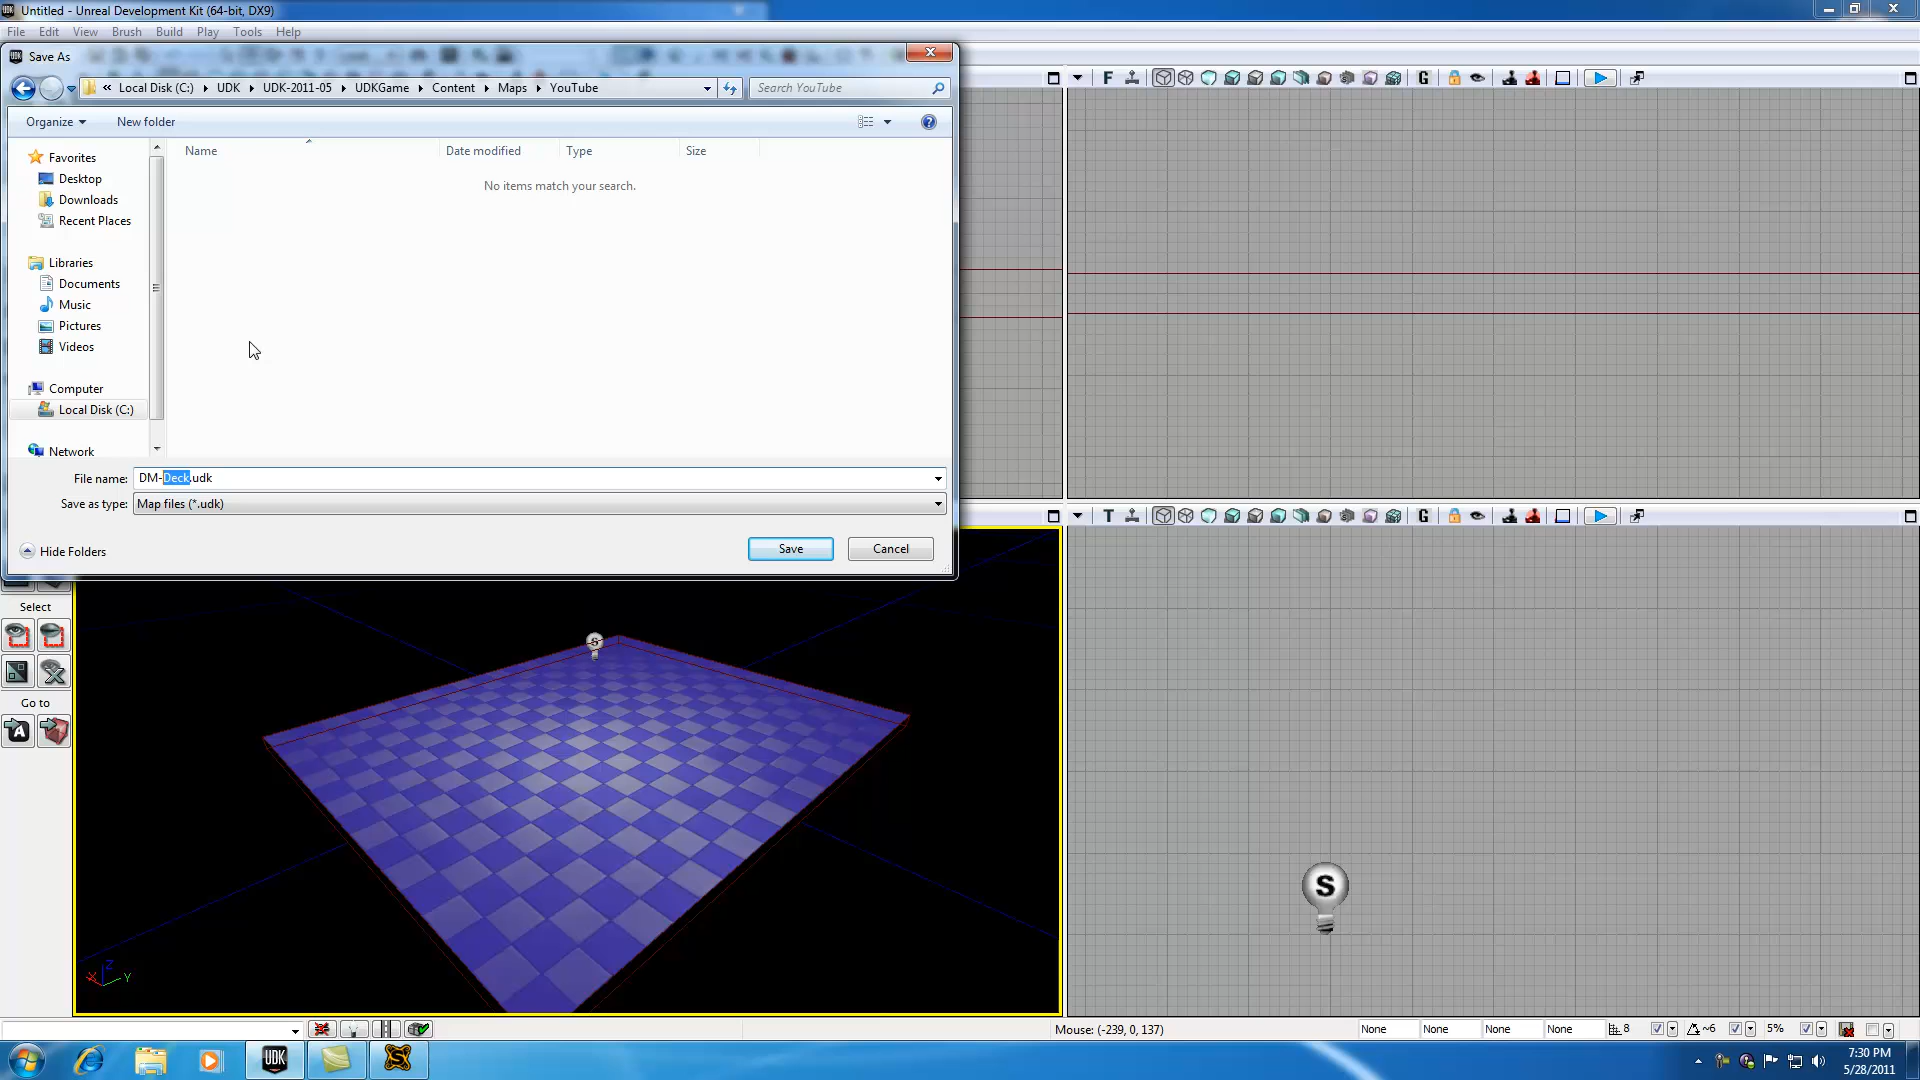 Untitled - Unreal Development Kit (64-bit, DX9)
File Edit View Brush Build Play Tools Help
Save As
« Local Disk (C:) UDK UDK-2011-05 UDKGame Content Maps YouTube
Search YouTube
Organize New folder
Name Date modified Type Size
No items match your search.
Favorites
Desktop
Downloads
Recent Places
Libraries
Documents
Music
Pictures
Videos
Computer
Local Disk (C:)
Network
File name: DM-Deck.udk
Save as type: Map files (*.udk)
Hide Folders
Save Cancel
F G
T G
Select
Go to
A
S
S
Z
X Y
Mouse: (-239, 0, 137)
None None None None 8 ~6 5%
UDK
7:30 PM
5/28/2011